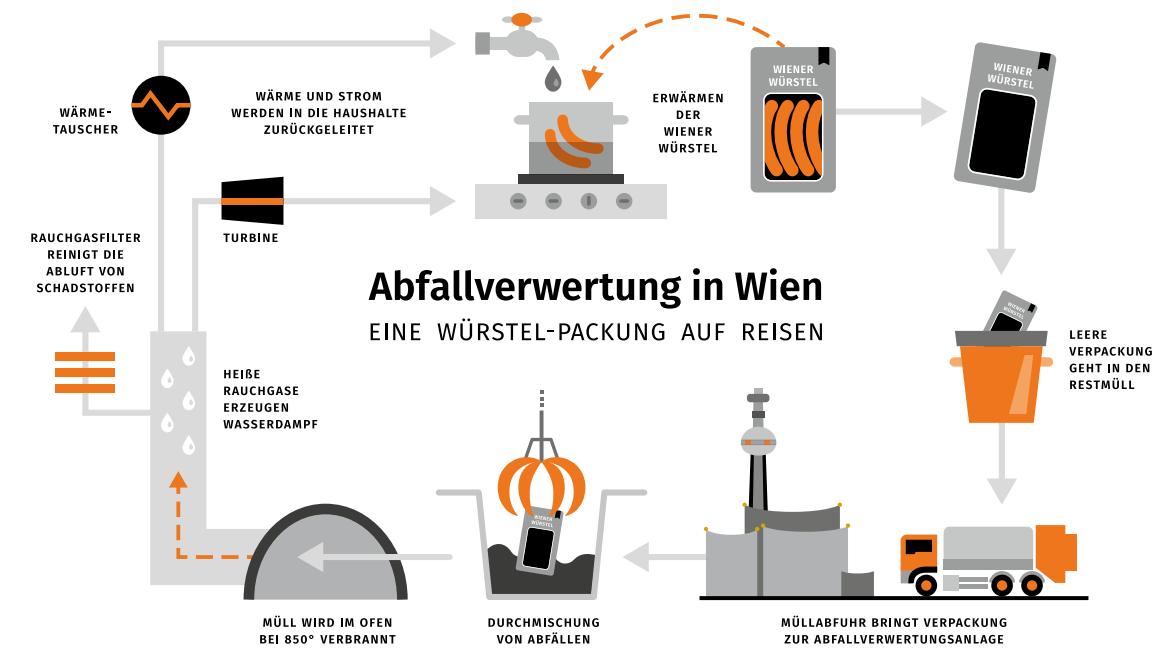 Abfallverwertung in Wien
EINE WÜRSTEL-PACKUNG AUF REISEN
WIENER
WÜRSTEL
ERWÄRMEN
DER
WIENER
WÜRSTEL
WIENER
WÜRSTEL
WIENER
WÜRSTEL
LEERE
VERPACKUNG
GEHT IN DEN
RESTMÜLL
MÜLLABFUHR BRINGT VERPACKUNG
ZUR ABFALLVERWERTUNGSANLAGE
WIENER
WÜRSTEL
DURCHMISCHUNG
VON ABFÄLLEN
MÜLL WIRD IM OFEN
BEI 850° VERBRANNT
HEIẞE
RAUCHGASE
ERZEUGEN
WASSERDAMPF
RAUCHGASFILTER
REINIGT DIE
ABLUFT VON
SCHADSTOFFEN
TURBINE
WÄRME-
TAUSCHER
WÄRME UND STROM
WERDEN IN DIE HAUSHALTE
ZURÜCKGELEITET